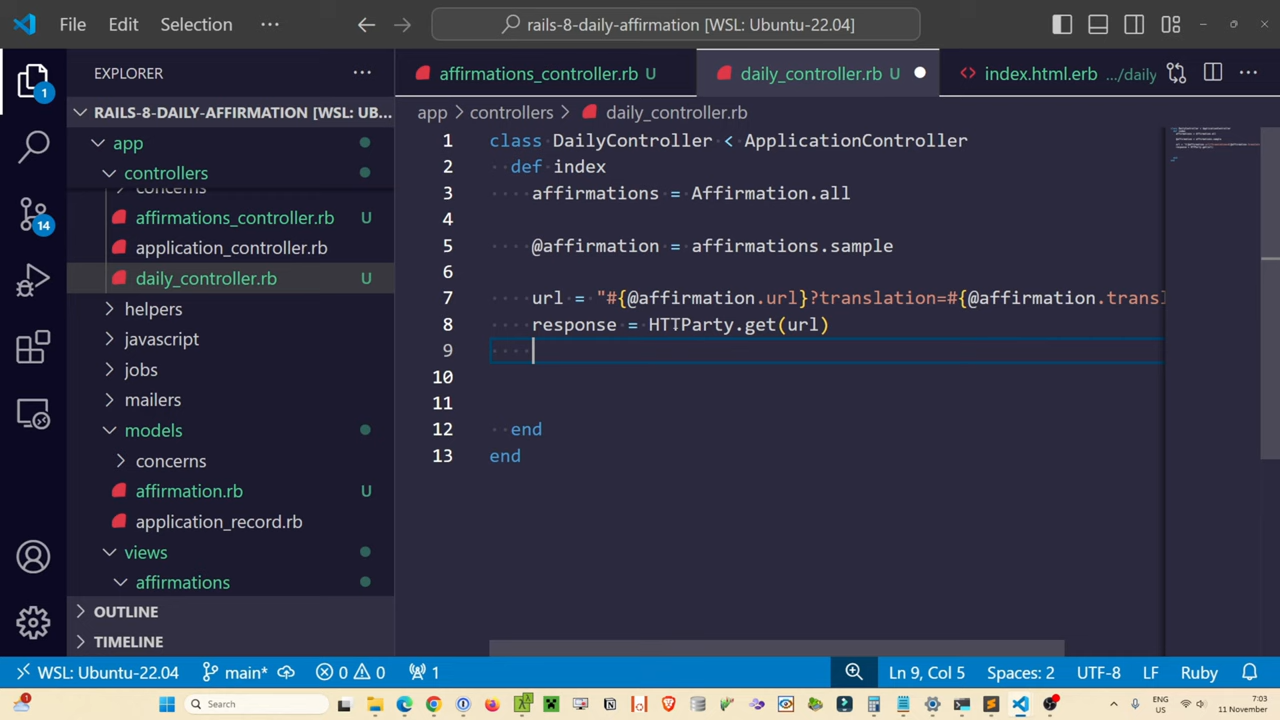 File Edit Selection ···
rails-8-daily-affirmation [WSL: Ubuntu-22.04]
EXPLORER ···
affirmations_controller.rb U
daily_controller.rb U
index.html.erb .../daily
RAILS-8-DAILY-AFFIRMATION [WSL: UB...
app > controllers > daily_controller.rb
app
controllers
concerns
affirmations_controller.rb U
application_controller.rb
daily_controller.rb U
helpers
javascript
jobs
mailers
models
concerns
affirmation.rb U
application_record.rb
views
affirmations
OUTLINE
TIMELINE
1
14
1 class DailyController < ApplicationController
2 def index
3 affirmations = Affirmation.all
4
5 @affirmation = affirmations.sample
6
7 url = "#{@affirmation.url}?translation=#{@affirmation.transl
8 response = HTTParty.get(url)
9
10
11
12 end
13 end
WSL: Ubuntu-22.04 main* 0 0 1
Ln 9, Col 5 Spaces: 2 UTF-8 LF Ruby
Search
ENG
US
7:03
11 November